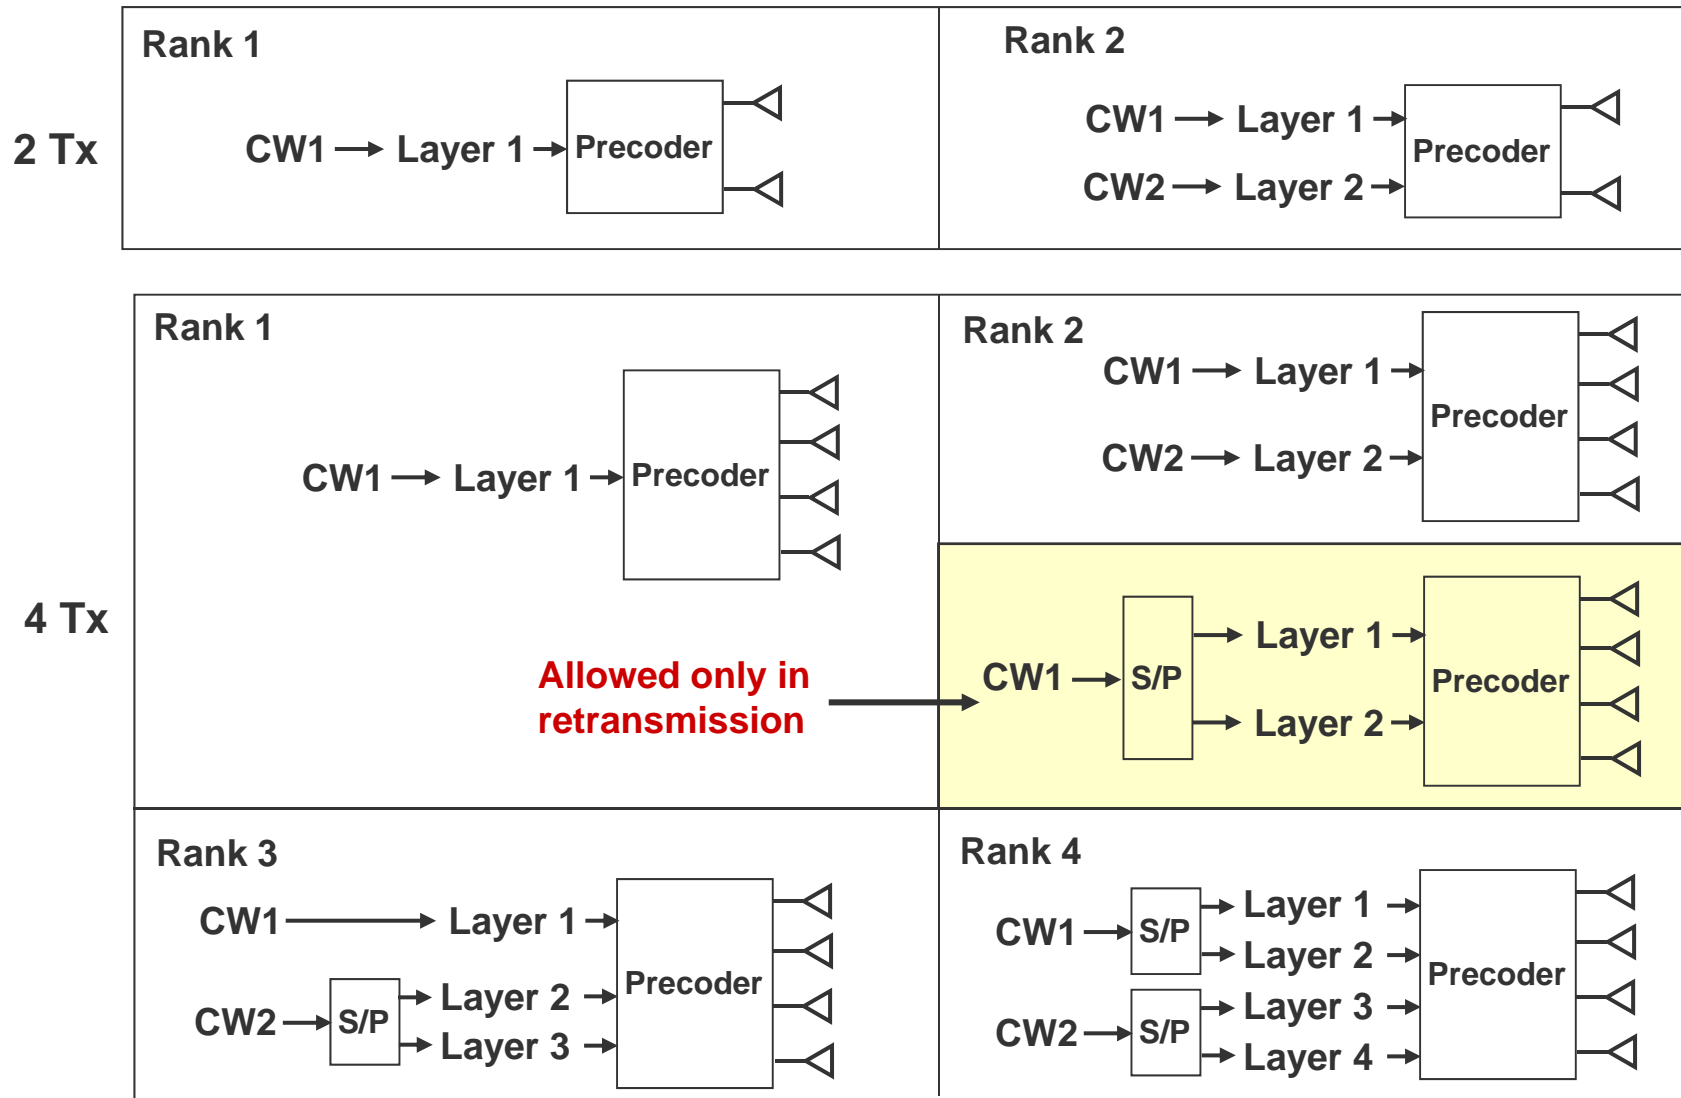 2 Tx
Rank 1
CW1
Layer 1
Precoder
Rank 2
CW1
Layer 1
CW2
Layer 2
Precoder
4 Tx
Rank 1
CW1
Layer 1
Precoder
Rank 2
CW1
Layer 1
CW2
Layer 2
Precoder
Allowed only in
retransmission
CW1
S/P
Layer 1
Layer 2
Precoder
Rank 3
CW1
Layer 1
CW2
S/P
Layer 2
Layer 3
Precoder
Rank 4
CW1
S/P
Layer 1
Layer 2
CW2
S/P
Layer 3
Layer 4
Precoder